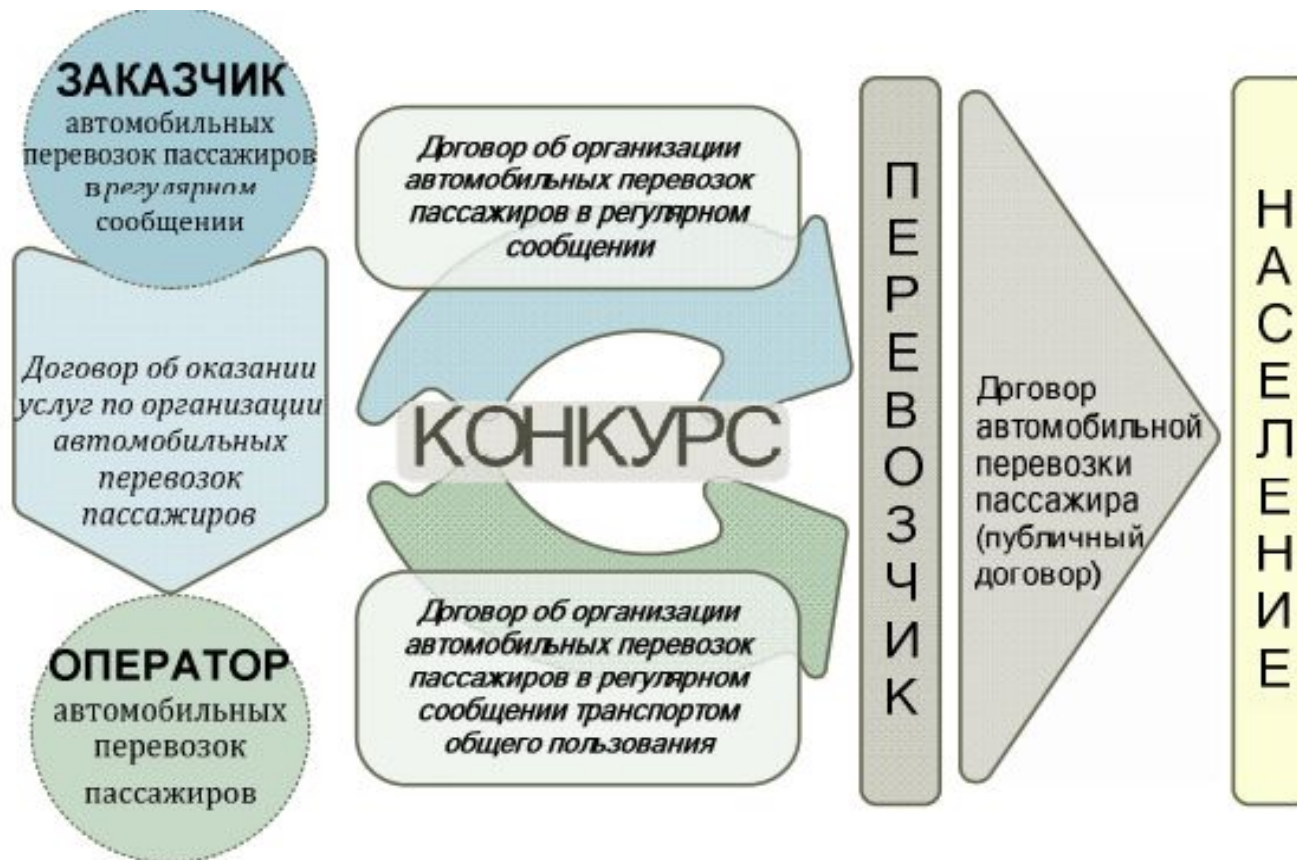 ЗАКАЗЧИК
автомобильных
перевозок пассажиров
в регулярном
сообщении
Договор об оказании
услуг по организации
автомобильных
перевозок
пассажиров
ОПЕРАТОР
автомобильных
перевозок
пассажиров
Договор об организации
автомобильных перевозок
пассажиров в регулярном
сообщении
КОНКУРС
Договор об организации
автомобильных перевозок
пассажиров в регулярном
сообщении транспортом
общего пользования
ПЕРЕВОЗЧИК
Договор
автомобильной
перевозки
пассажира
(публичный
договор)
НАСЕЛЕНИЕ